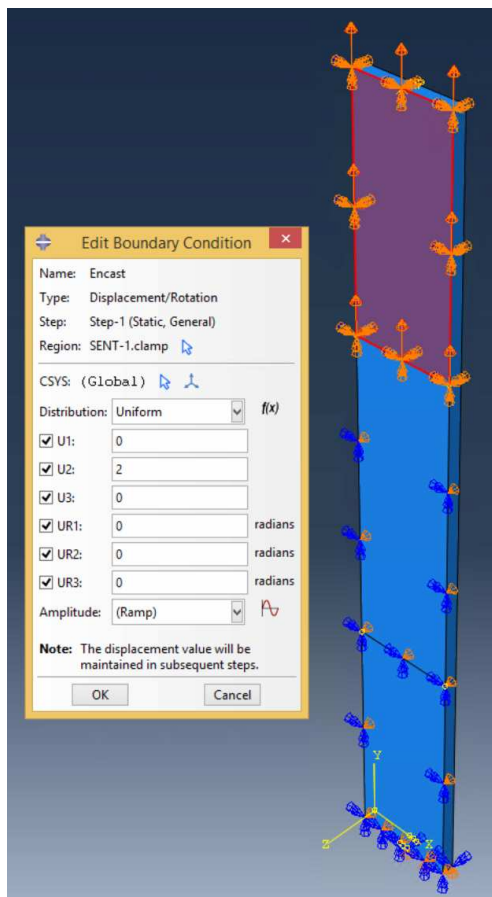 Edit Boundary Condition
Name: Encast
Type: Displacement/Rotation
Step: Step-1 (Static, General)
Region: SENT-1.clamp
CSYS: (Global)
Distribution: Uniform f(x)
U1: 0
U2: 2
U3: 0
UR1: 0 radians
UR2: 0 radians
UR3: 0 radians
Amplitude: (Ramp)
Note: The displacement value will be
maintained in subsequent steps.
OK Cancel
Y
Z X